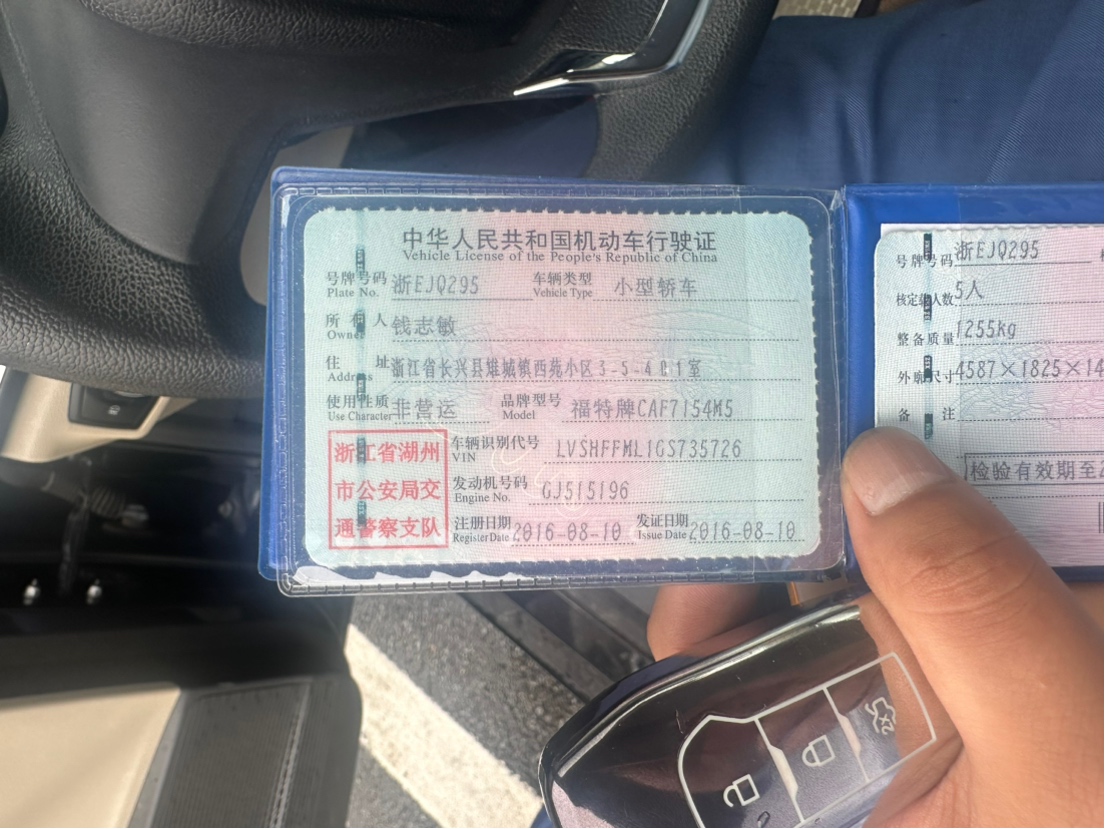 中华人民共和国机动车行驶证
Vehicle License of the People's Republic of China
号牌号码 浙EJQ295 车辆类型 小型轿车
Plate No. Vehicle Type
所有人 钱志敏
Owner
住址 浙江省长兴县雉城镇西苑小区3-5-401室
Address
使用性质 非营运 品牌型号 福特牌CAF7154M5
Use Character Model
浙江省湖州
市公安局交
通警察支队
车辆识别代号 LVSHFFML1GS735726
VIN
发动机号码 GJ515196
Engine No.
注册日期 2016-08-10 发证日期 2016-08-10
Register Date Issue Date
号牌号码 浙EJQ295
核定载人数 5人
整备质量 1255kg
外廓尺寸 4587×1825×14
备注
检验有效期至2